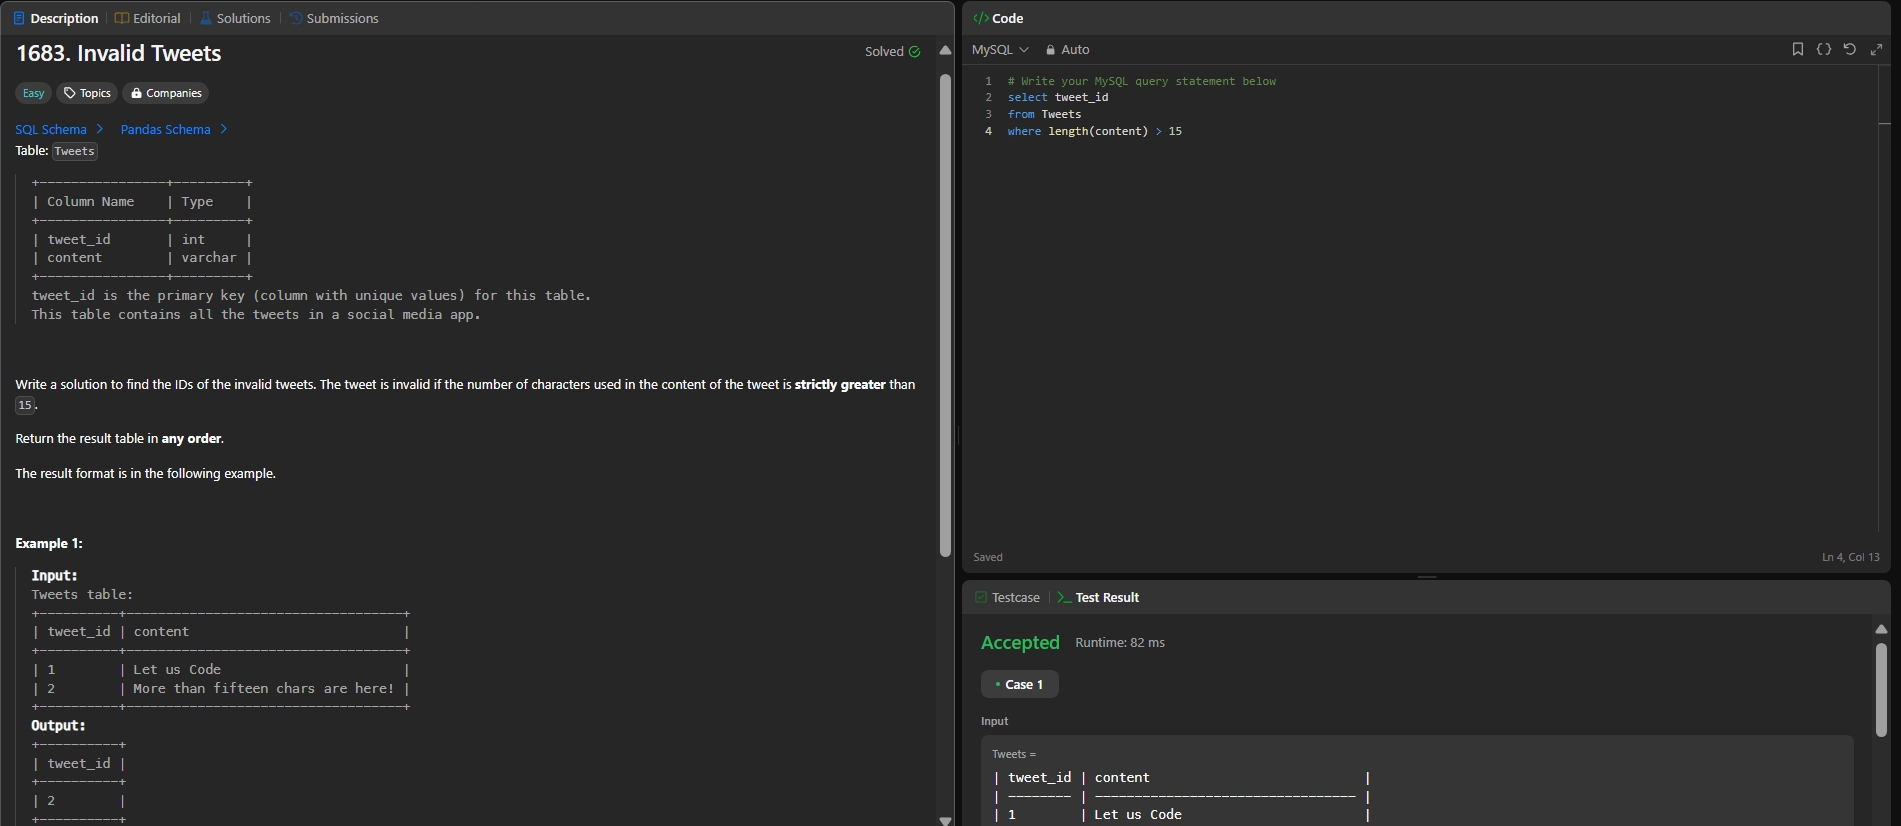 Description
Editorial
Solutions
Submissions
1683. Invalid Tweets
Solved
Easy
Topics
Companies
SQL Schema >
Pandas Schema >
Table: Tweets
+----------------+---------+
| Column Name    | Type    |
+----------------+---------+
| tweet_id       | int     |
| content        | varchar |
+----------------+---------+
tweet_id is the primary key (column with unique values) for this table.
This table contains all the tweets in a social media app.
Write a solution to find the IDs of the invalid tweets. The tweet is invalid if the number of characters used in the content of the tweet is strictly greater than
15.
Return the result table in any order.
The result format is in the following example.
Example 1:
Input:
Tweets table:
+----------+-----------------------------------+
| tweet_id | content                           |
+----------+-----------------------------------+
| 1        | Let us Code                       |
| 2        | More than fifteen chars are here! |
+----------+-----------------------------------+
Output:
+----------+
| tweet_id |
+----------+
| 2        |
+----------+
</> Code
MySQL
Auto
1 # Write your MySQL query statement below
2 select tweet_id
3 from Tweets
4 where length(content) > 15
Saved
Ln 4, Col 13
Testcase
>_ Test Result
Accepted
Runtime: 82 ms
• Case 1
Input
Tweets =
| tweet_id | content                           |
| -------- | --------------------------------- |
| 1        | Let us Code                       |